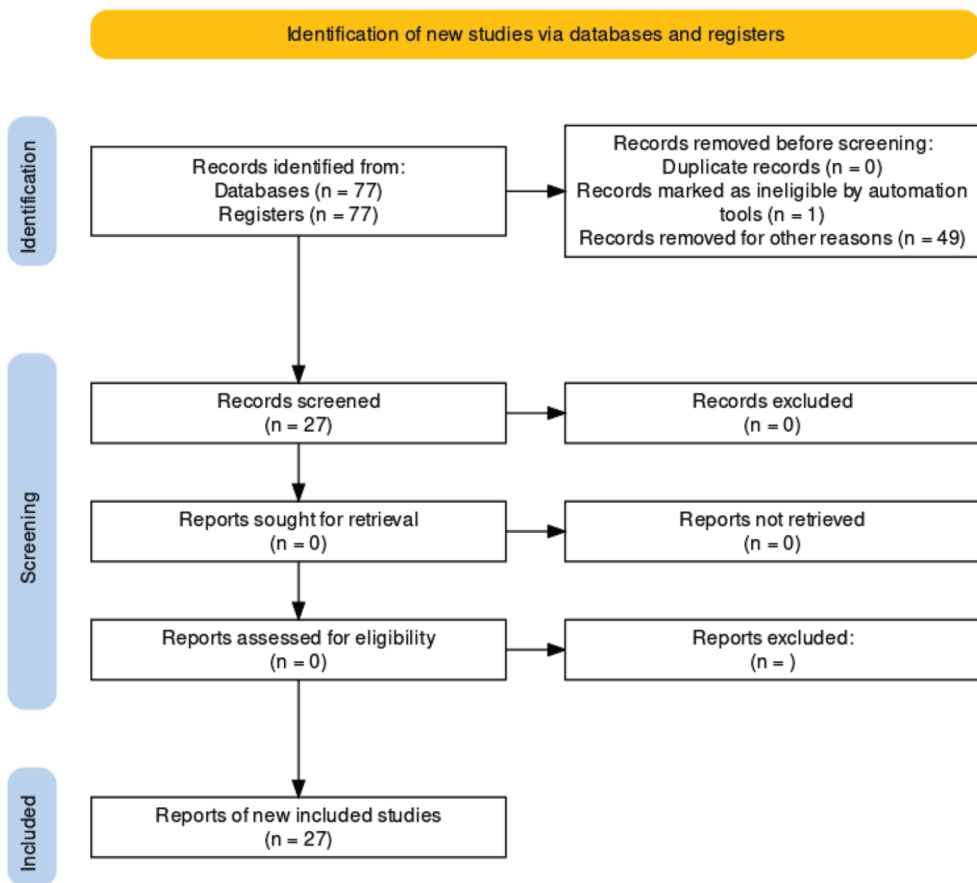 Identification of new studies via databases and registers
Identification
Records identified from:
Databases (n = 77)
Registers (n = 77)
Records removed before screening:
Duplicate records (n = 0)
Records marked as ineligible by automation
tools (n = 1)
Records removed for other reasons (n = 49)
Screening
Records screened
(n = 27)
Records excluded
(n = 0)
Reports sought for retrieval
(n = 0)
Reports not retrieved
(n = 0)
Reports assessed for eligibility
(n = 0)
Reports excluded:
(n = )
Included
Reports of new included studies
(n = 27)